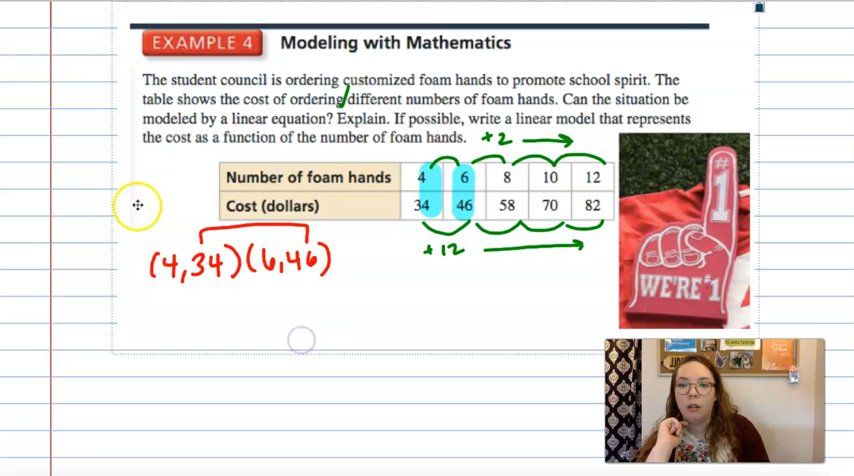 EXAMPLE 4 Modeling with Mathematics
The student council is ordering customized foam hands to promote school spirit. The
table shows the cost of ordering different numbers of foam hands. Can the situation be
modeled by a linear equation? Explain. If possible, write a linear model that represents
the cost as a function of the number of foam hands.
+2
Number of foam hands 4 6 8 10 12
Cost (dollars) 34 46 58 70 82
+12
(4,34)(6,46)
#1
WE'RE #1